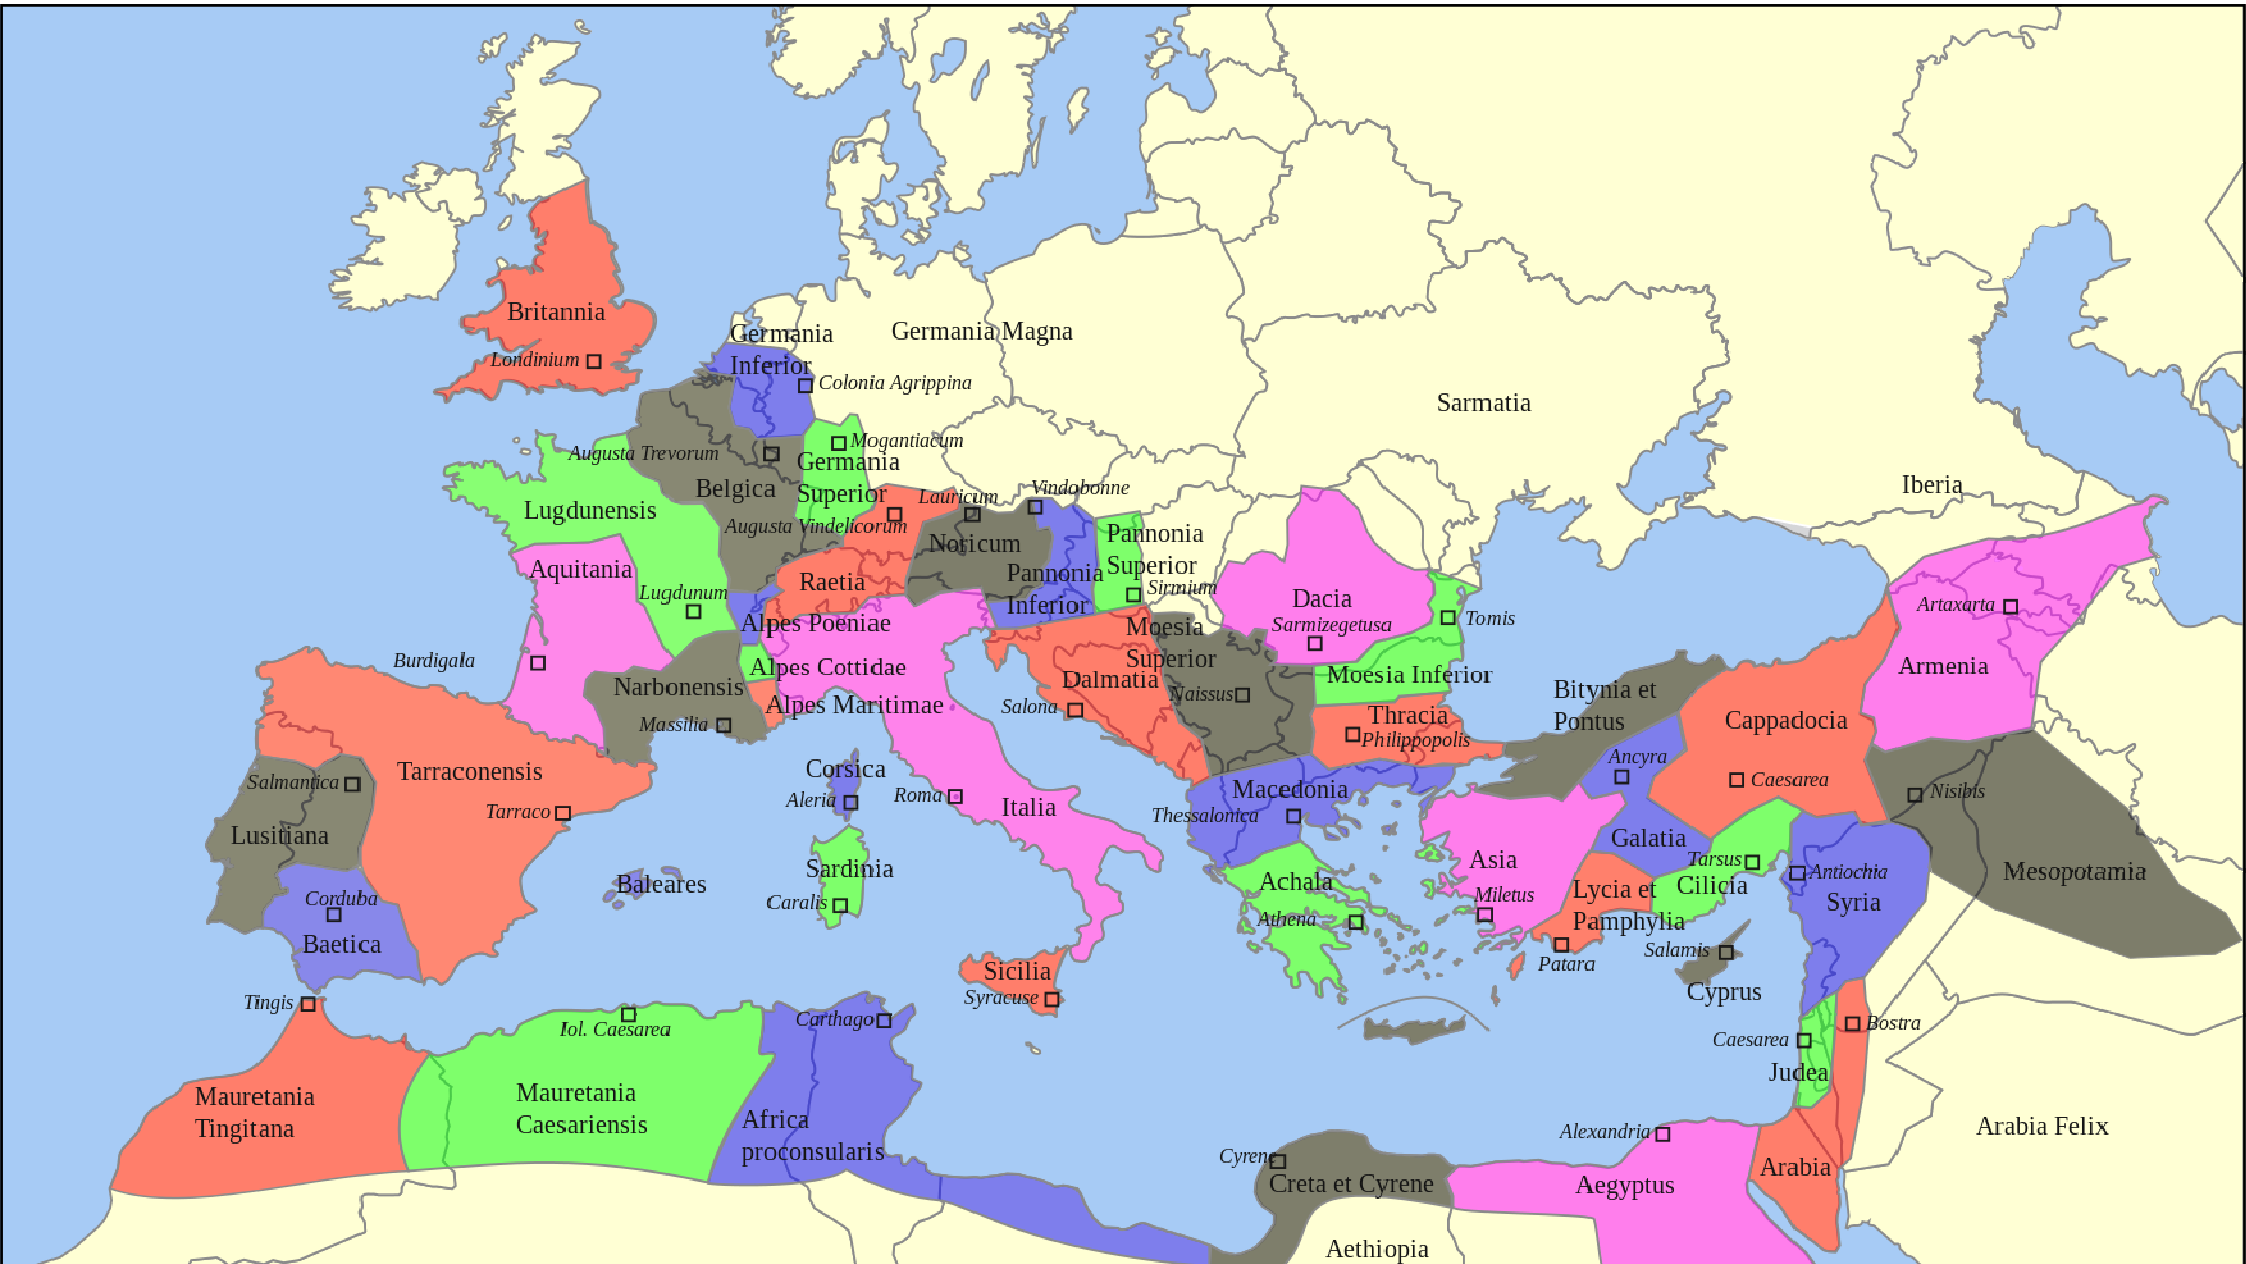 Britannia
Londinium
Germania
Inferior
Germania Magna
Colonia Agrippina
Sarmatia
Mogantiacum
Augusta Trevorum
Germania
Superior
Belgica
Lauricum
Vindobonne
Iberia
Lugdunensis
Augusta Vindelicorum
Noricum
Pannonia
Superior
Aquitania
Raetia
Pannonia
Inferior
Sirmium
Lugdunum
Dacia
Sarmizegetusa
Tomis
Artaxarta
Alpes Poeniae
Moesia
Superior
Burdigala
Alpes Cottidae
Dalmatia
Moesia Inferior
Armenia
Narbonensis
Naissus
Bitynia et
Pontus
Alpes Maritimae
Salona
Thracia
Cappadocia
Massilia
Philippopolis
Ancyra
Tarraconensis
Corsica
Salmantica
Aleria
Roma
Italia
Macedonia
Caesarea
Nisibis
Tarraco
Thessalonica
Lusitiana
Galatia
Sardinia
Asia
Tarsus
Antiochia
Mesopotamia
Baleares
Achala
Lycia et
Pamphylia
Cilicia
Corduba
Caralis
Miletus
Syria
Athena
Baetica
Salamis
Sicilia
Patara
Cyprus
Tingis
Syracuse
Iol. Caesarea
Carthago
Bostra
Caesarea
Judea
Mauretania
Tingitana
Mauretania
Caesariensis
Africa
proconsularis
Alexandria
Arabia Felix
Cyrene
Creta et Cyrene
Aegyptus
Arabia
Aethiopia